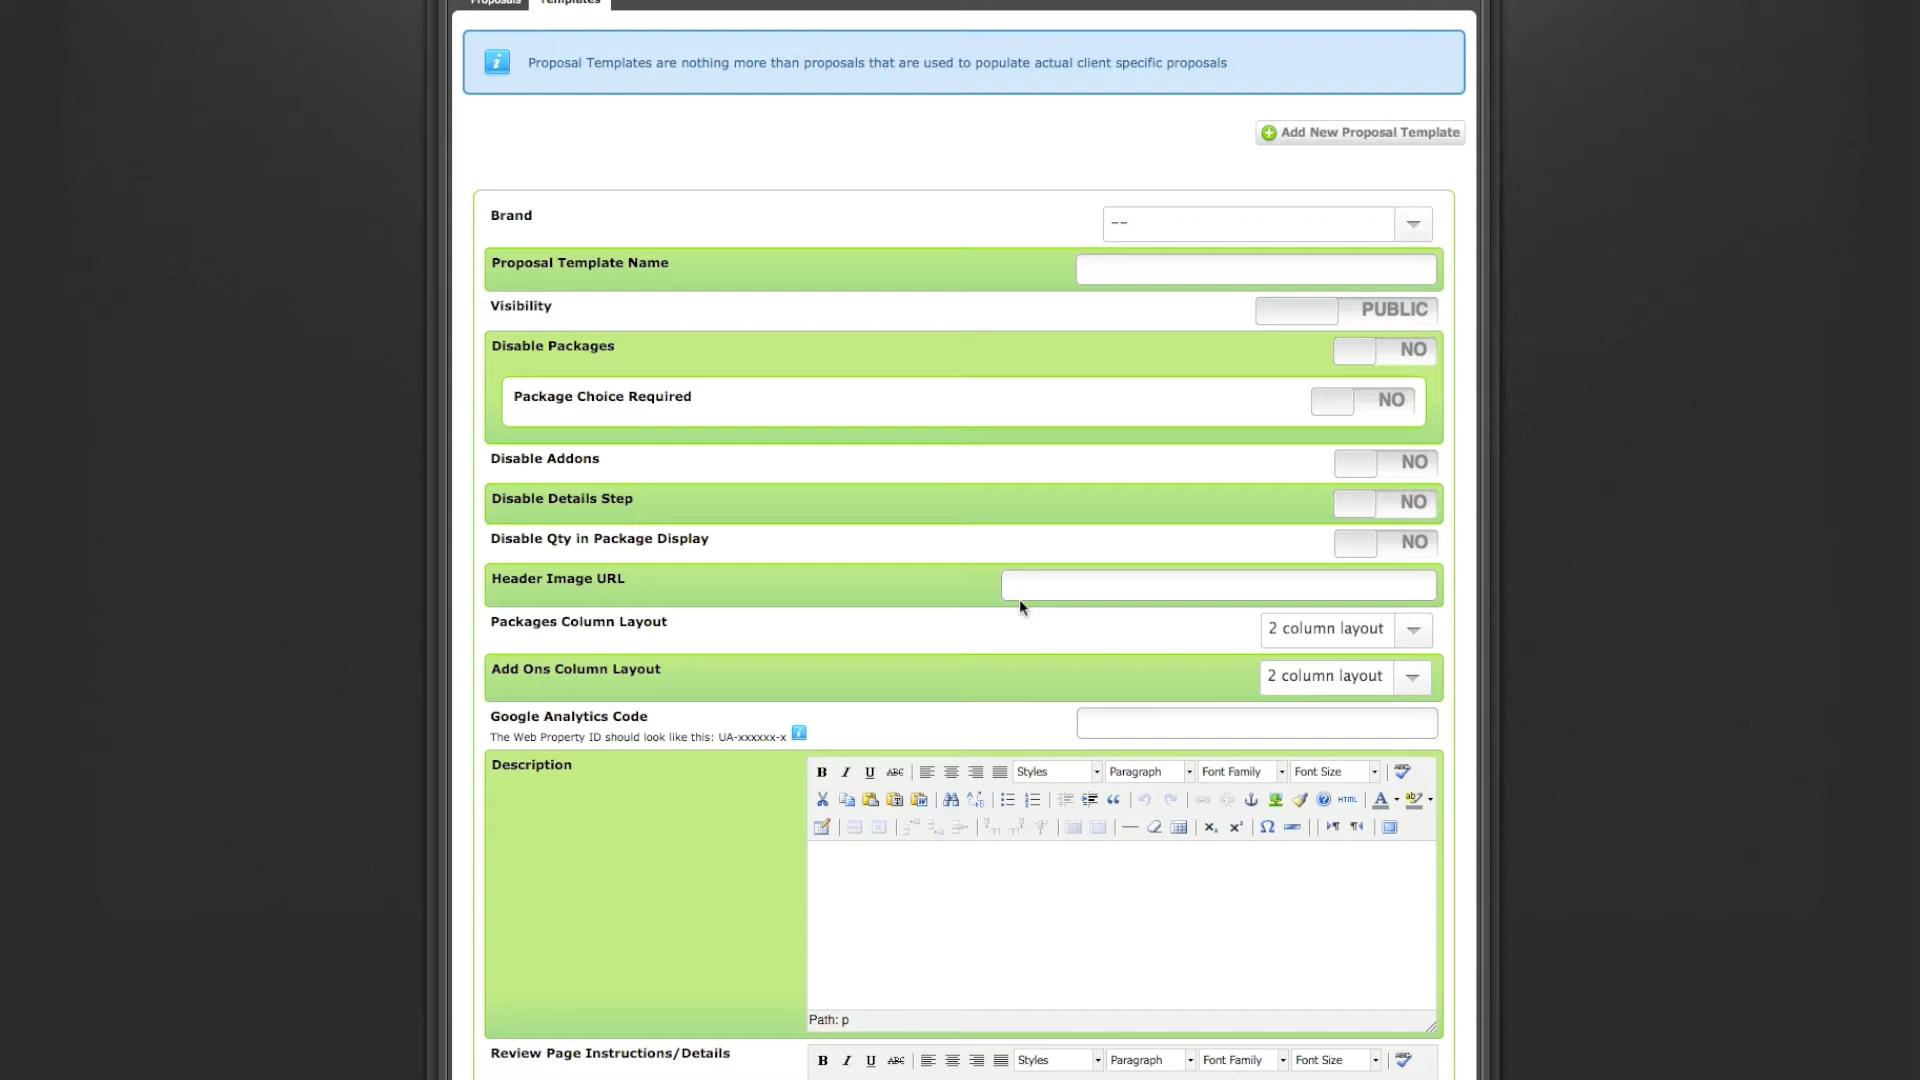 Proposals Templates
Proposal Templates are nothing more than proposals that are used to populate actual client specific proposals
Add New Proposal Template
Brand --
Proposal Template Name
Visibility PUBLIC
Disable Packages NO
Package Choice Required NO
Disable Addons NO
Disable Details Step NO
Disable Qty in Package Display NO
Header Image URL
Packages Column Layout 2 column layout
Add Ons Column Layout 2 column layout
Google Analytics Code
The Web Property ID should look like this: UA-xxxxxx-x
Description B I U ABC Styles Paragraph Font Family Font Size ABC
HTML A ab
Path: p
Review Page Instructions/Details B I U ABC Styles Paragraph Font Family Font Size ABC